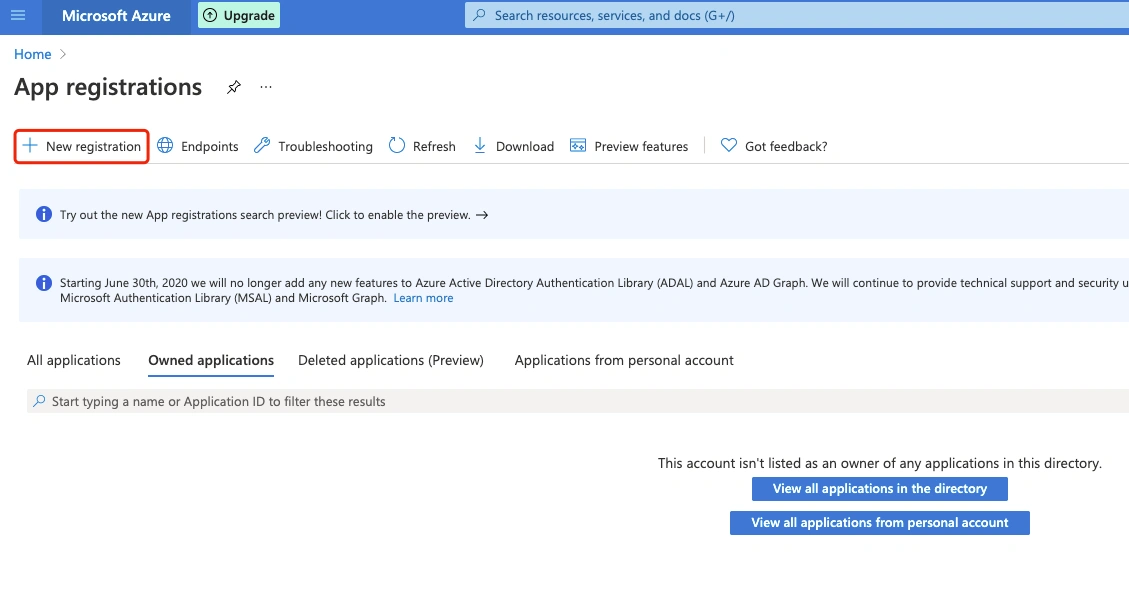 Microsoft Azure
Upgrade
Search resources, services, and docs (G+/)
Home
App registrations
New registration
Endpoints
Troubleshooting
Refresh
Download
Preview features
Got feedback?
Try out the new App registrations search preview! Click to enable the preview. →
Starting June 30th, 2020 we will no longer add any new features to Azure Active Directory Authentication Library (ADAL) and Azure AD Graph. We will continue to provide technical support and security u
Microsoft Authentication Library (MSAL) and Microsoft Graph. Learn more
All applications
Owned applications
Deleted applications (Preview)
Applications from personal account
Start typing a name or Application ID to filter these results
This account isn't listed as an owner of any applications in this directory.
View all applications in the directory
View all applications from personal account